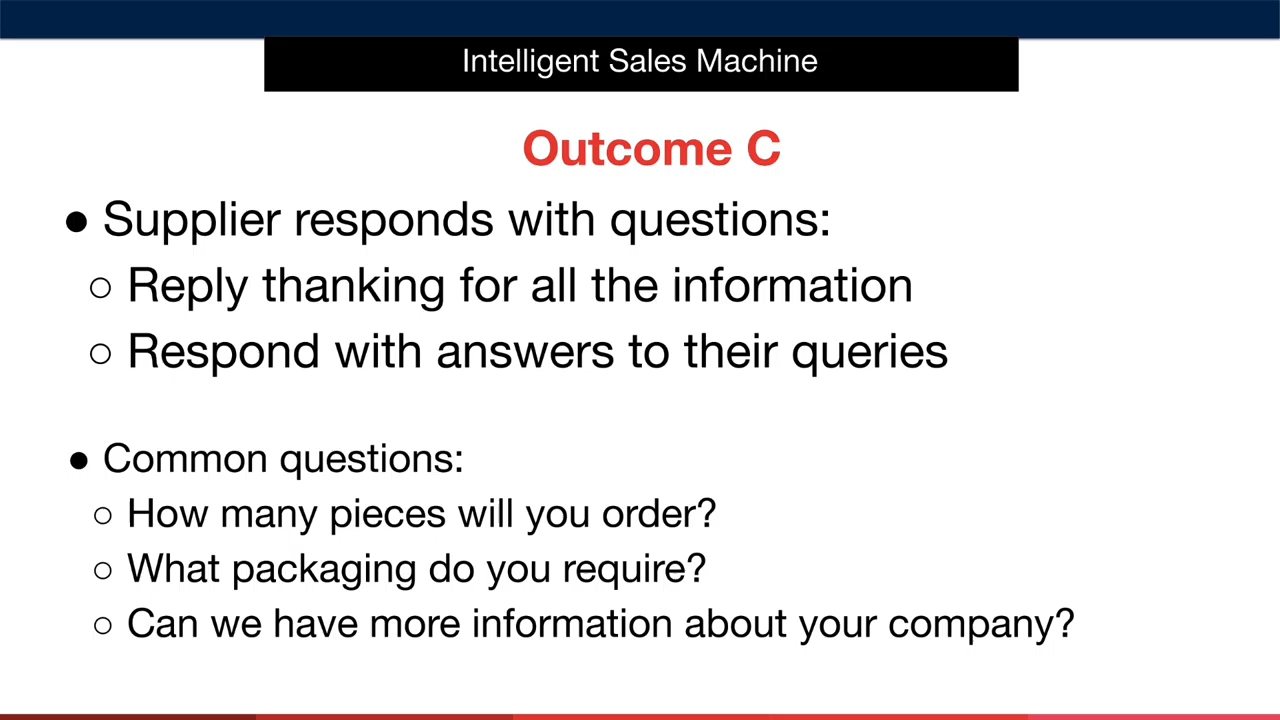 Intelligent Sales Machine
Outcome C
● Supplier responds with questions:
○ Reply thanking for all the information
○ Respond with answers to their queries
● Common questions:
○ How many pieces will you order?
○ What packaging do you require?
○ Can we have more information about your company?